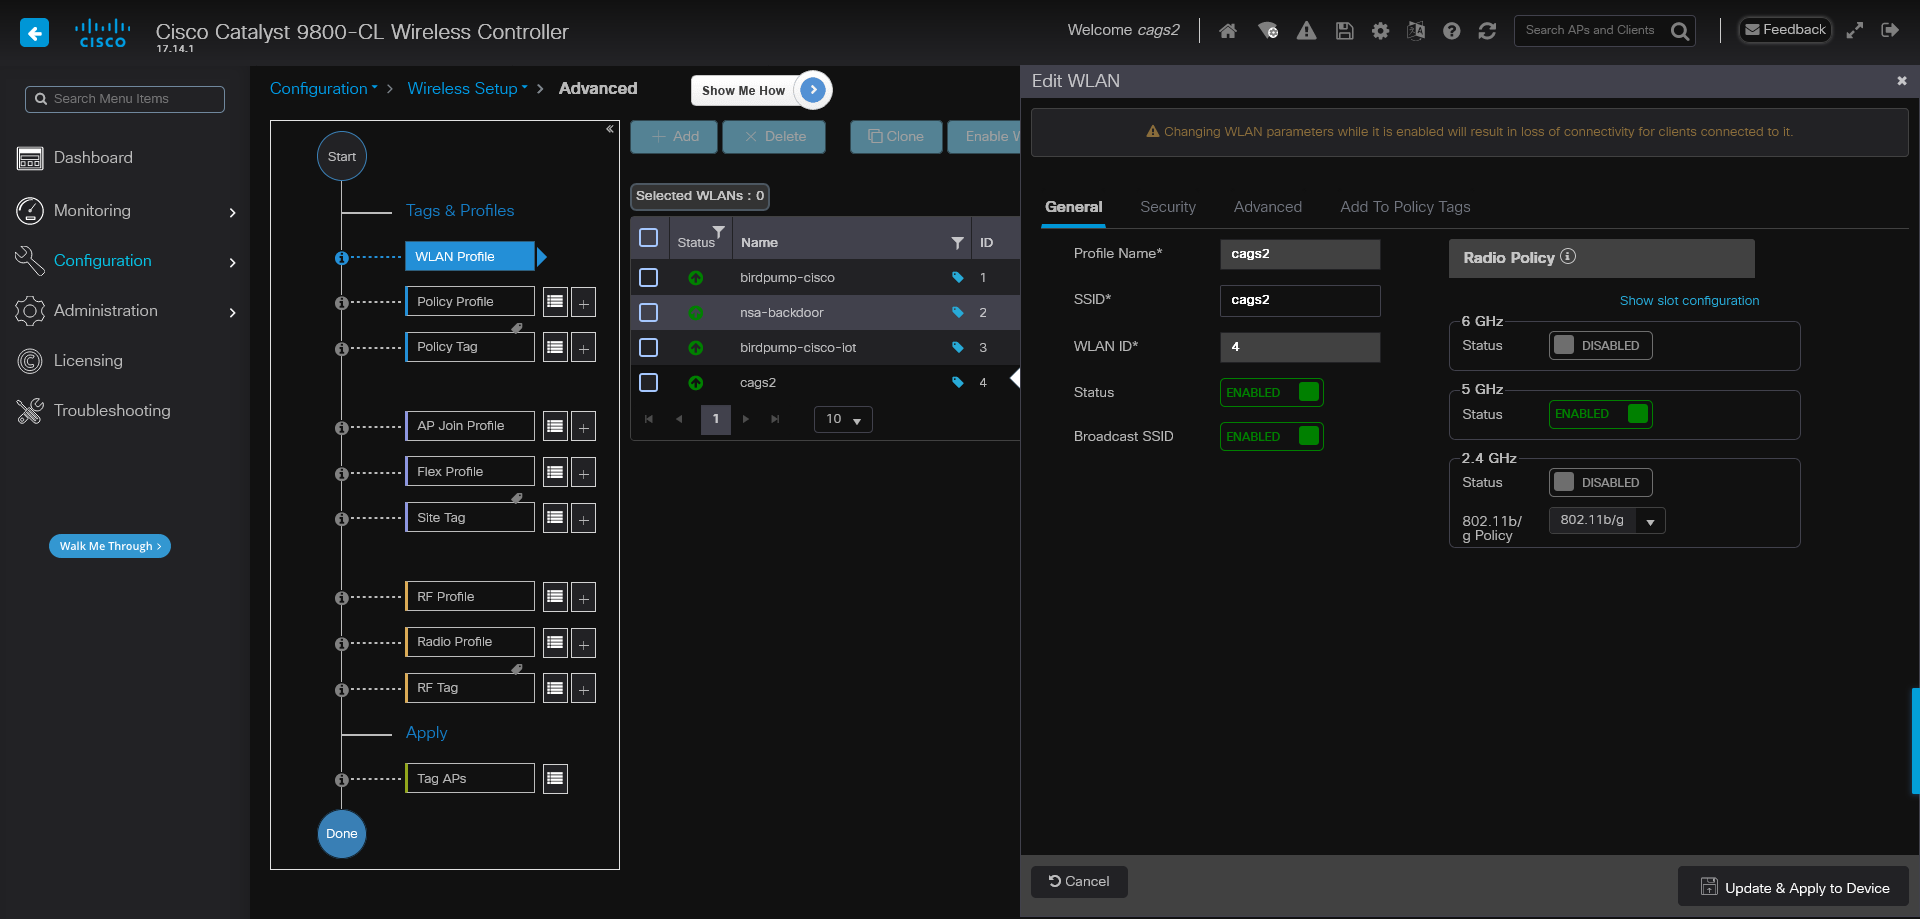 CISCO
Cisco Catalyst 9800-CL Wireless Controller
17.14.1
Welcome cags2
Search APs and Clients
Feedback
Search Menu Items
Dashboard
Monitoring
Configuration
Administration
Licensing
Troubleshooting
Walk Me Through >
Configuration > Wireless Setup > Advanced
Show Me How
Start
Tags & Profiles
WLAN Profile
Policy Profile
Policy Tag
AP Join Profile
Flex Profile
Site Tag
RF Profile
Radio Profile
RF Tag
Apply
Tag APs
Done
+ Add
× Delete
Clone
Enable W
Selected WLANs : 0
Status Name ID
birdpump-cisco 1
nsa-backdoor 2
birdpump-cisco-iot 3
cags2 4
1 10
Edit WLAN
Changing WLAN parameters while it is enabled will result in loss of connectivity for clients connected to it.
General Security Advanced Add To Policy Tags
Profile Name* cags2
SSID* cags2
WLAN ID* 4
Status ENABLED
Broadcast SSID ENABLED
Radio Policy
Show slot configuration
6 GHz
Status DISABLED
5 GHz
Status ENABLED
2.4 GHz
Status DISABLED
802.11b/
g Policy
802.11b/g
Cancel
Update & Apply to Device